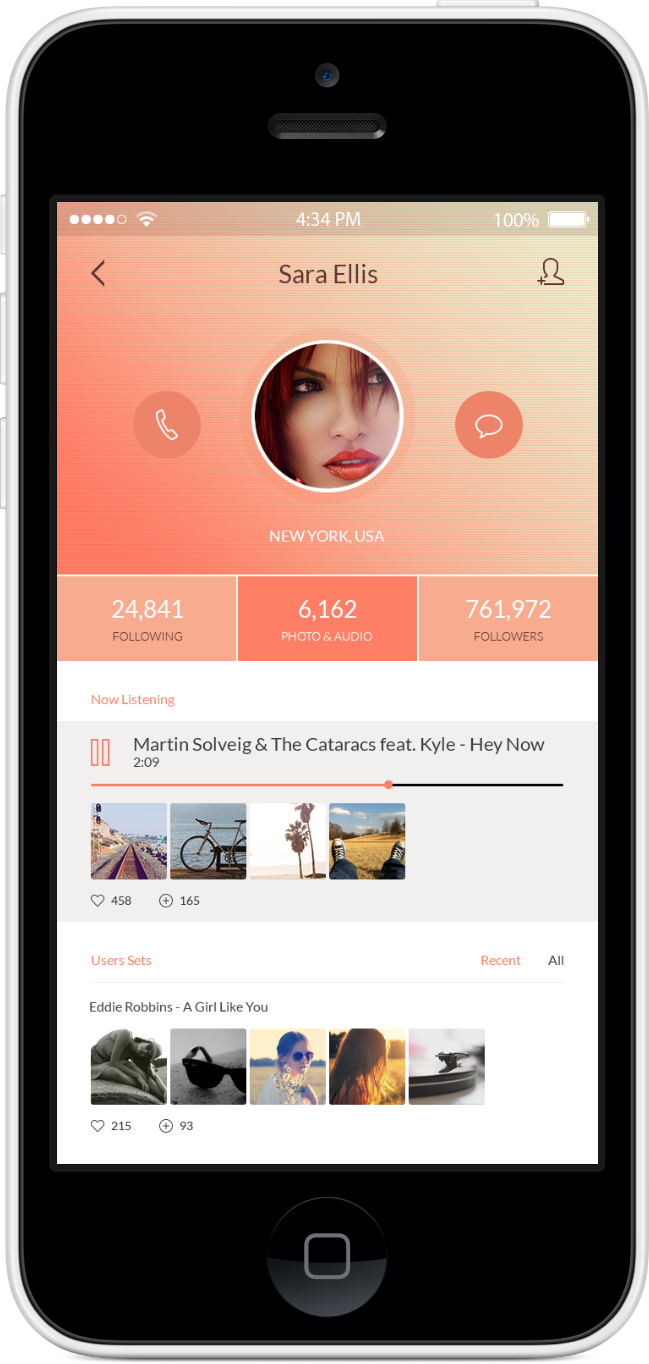 4:34 PM
100%
Sara Ellis
NEW YORK, USA
24,841
FOLLOWING
6,162
PHOTO & AUDIO
761,972
FOLLOWERS
Now Listening
Martin Solveig & The Cataracs feat. Kyle - Hey Now
2:09
458
165
Users Sets
Recent
All
Eddie Robbins - A Girl Like You
215
93